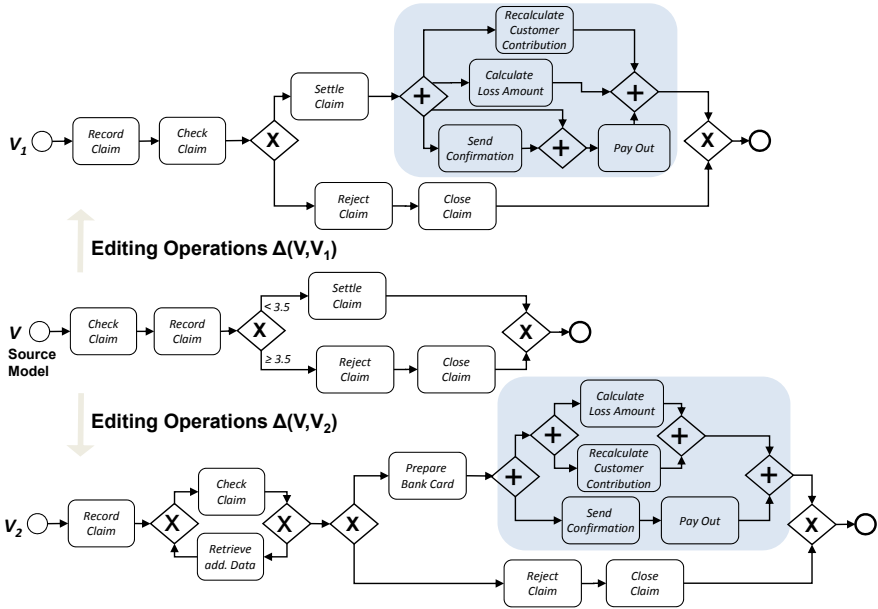 Recalculate
Customer
Contribution
Settle
Claim
+
Calculate
Loss Amount
+
V1
Record
Claim
Check
Claim
X
Send
Confirmation
+
Pay Out
X
Reject
Claim
Close
Claim
Editing Operations Δ(V,V1)
V
Source
Model
Check
Claim
Record
Claim
X
< 3.5
≥ 3.5
Settle
Claim
Reject
Claim
Close
Claim
X
Editing Operations Δ(V,V2)
Calculate
Loss Amount
+
+
Recalculate
Customer
Contribution
Prepare
Bank Card
+
+
Send
Confirmation
Pay Out
V2
Record
Claim
X
Check
Claim
Retrieve
add. Data
X
X
X
Reject
Claim
Close
Claim